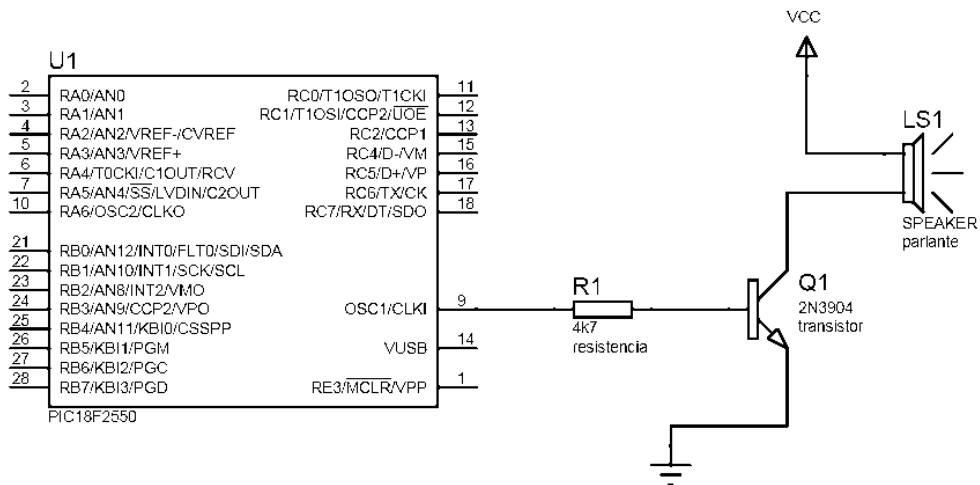 VCC
U1
2 RA0/AN0 RC0/T1OSO/T1CKI 11
3 RA1/AN1 RC1/T1OSI/CCP2/UOE 12
4 RA2/AN2/VREF-/CVREF RC2/CCP1 13
5 RA3/AN3/VREF+ RC4/D-/VM 15
6 RA4/T0CKI/C1OUT/RCV RC5/D+/VP 16
7 RA5/AN4/SS/LVDIN/C2OUT RC6/TX/CK 17
10 RA6/OSC2/CLKO RC7/RX/DT/SDO 18
LS1
SPEAKER
parlante
21 RB0/AN12/INT0/FLT0/SDI/SDA
22 RB1/AN10/INT1/SCK/SCL
23 RB2/AN8/INT2/VMO
24 RB3/AN9/CCP2/VPO OSC1/CLKI 9
25 RB4/AN11/KBI0/CSSPP
26 RB5/KBI1/PGM VUSB 14
27 RB6/KBI2/PGC
28 RB7/KBI3/PGD RE3/MCLR/VPP 1
PIC18F2550
R1
4k7
resistencia
Q1
2N3904
transistor